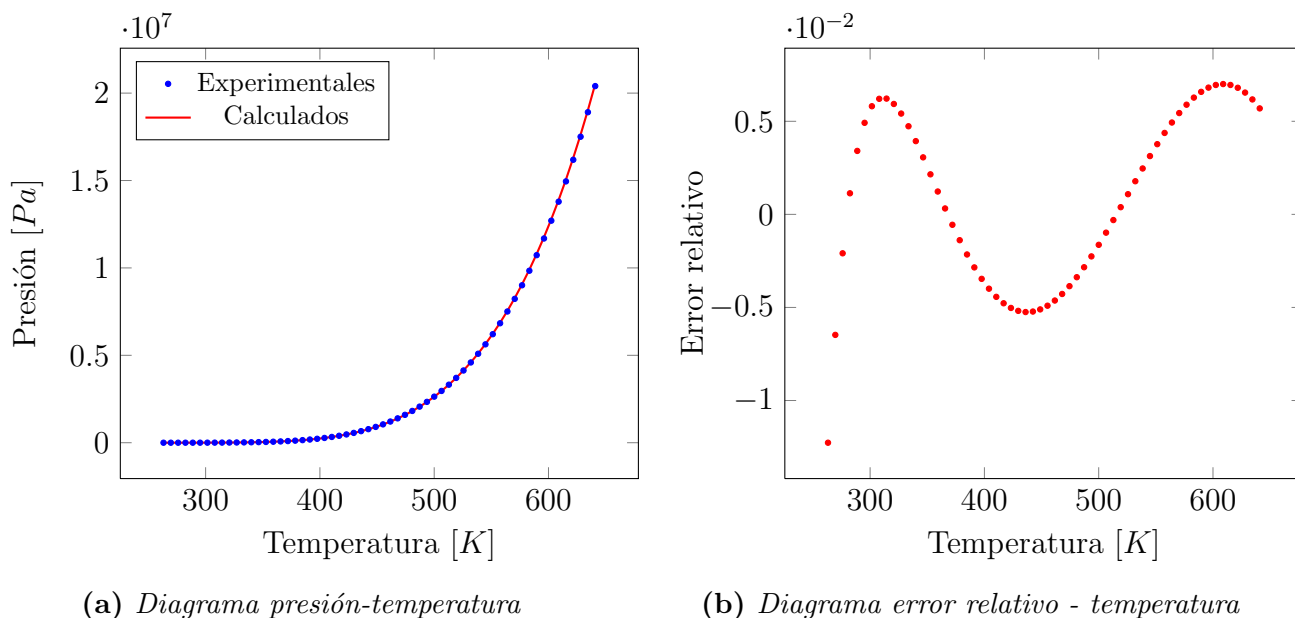 ·10⁷
2
1.5
1
0.5
0
Presión [Pa]
Experimentales
Calculados
300 400 500 600
Temperatura [K]
(a) Diagrama presión-temperatura
·10⁻²
0.5
0
−0.5
−1
Error relativo
300 400 500 600
Temperatura [K]
(b) Diagrama error relativo - temperatura